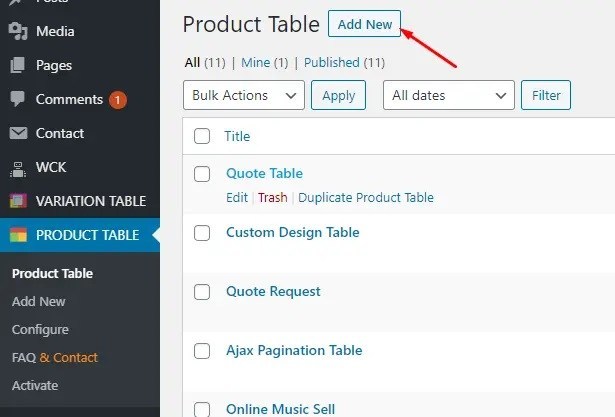 Posts
Media
Pages
Comments 1
Contact
WCK
VARIATION TABLE
PRODUCT TABLE
Product Table
Add New
Configure
FAQ & Contact
Activate
Product Table Add New
All (11) | Mine (1) | Published (11)
Bulk Actions Apply All dates Filter
Title
Quote Table
Edit | Trash | Duplicate Product Table
Custom Design Table
Quote Request
Ajax Pagination Table
Online Music Sell